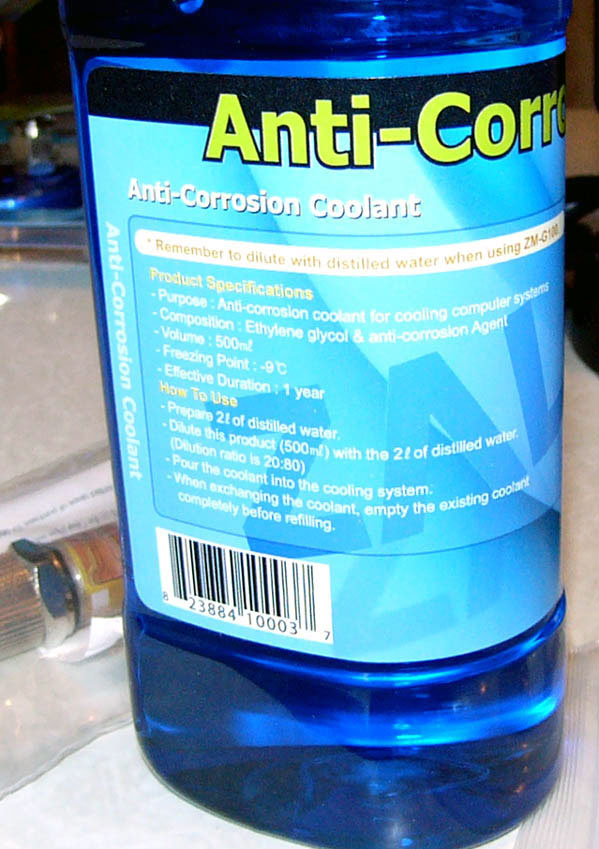 Anti-Corro
Anti-Corrosion Coolant
* Remember to dilute with distilled water when using ZM-G100.
Product Specifications
- Purpose : Anti-corrosion coolant for cooling computer systems
- Composition : Ethylene glycol & anti-corrosion Agent
- Volume : 500㎖
- Freezing Point : -9℃
- Effective Duration : 1 year
How To Use
- Prepare 2ℓ of distilled water.
- Dilute this product (500㎖) with the 2ℓ of distilled water.
(Dilution ratio is 20:80)
- Pour the coolant into the cooling system.
- When exchanging the coolant, empty the existing coolant
completely before refilling.
Anti-Corrosion Coolant
ZAL
8 23884 10003 7